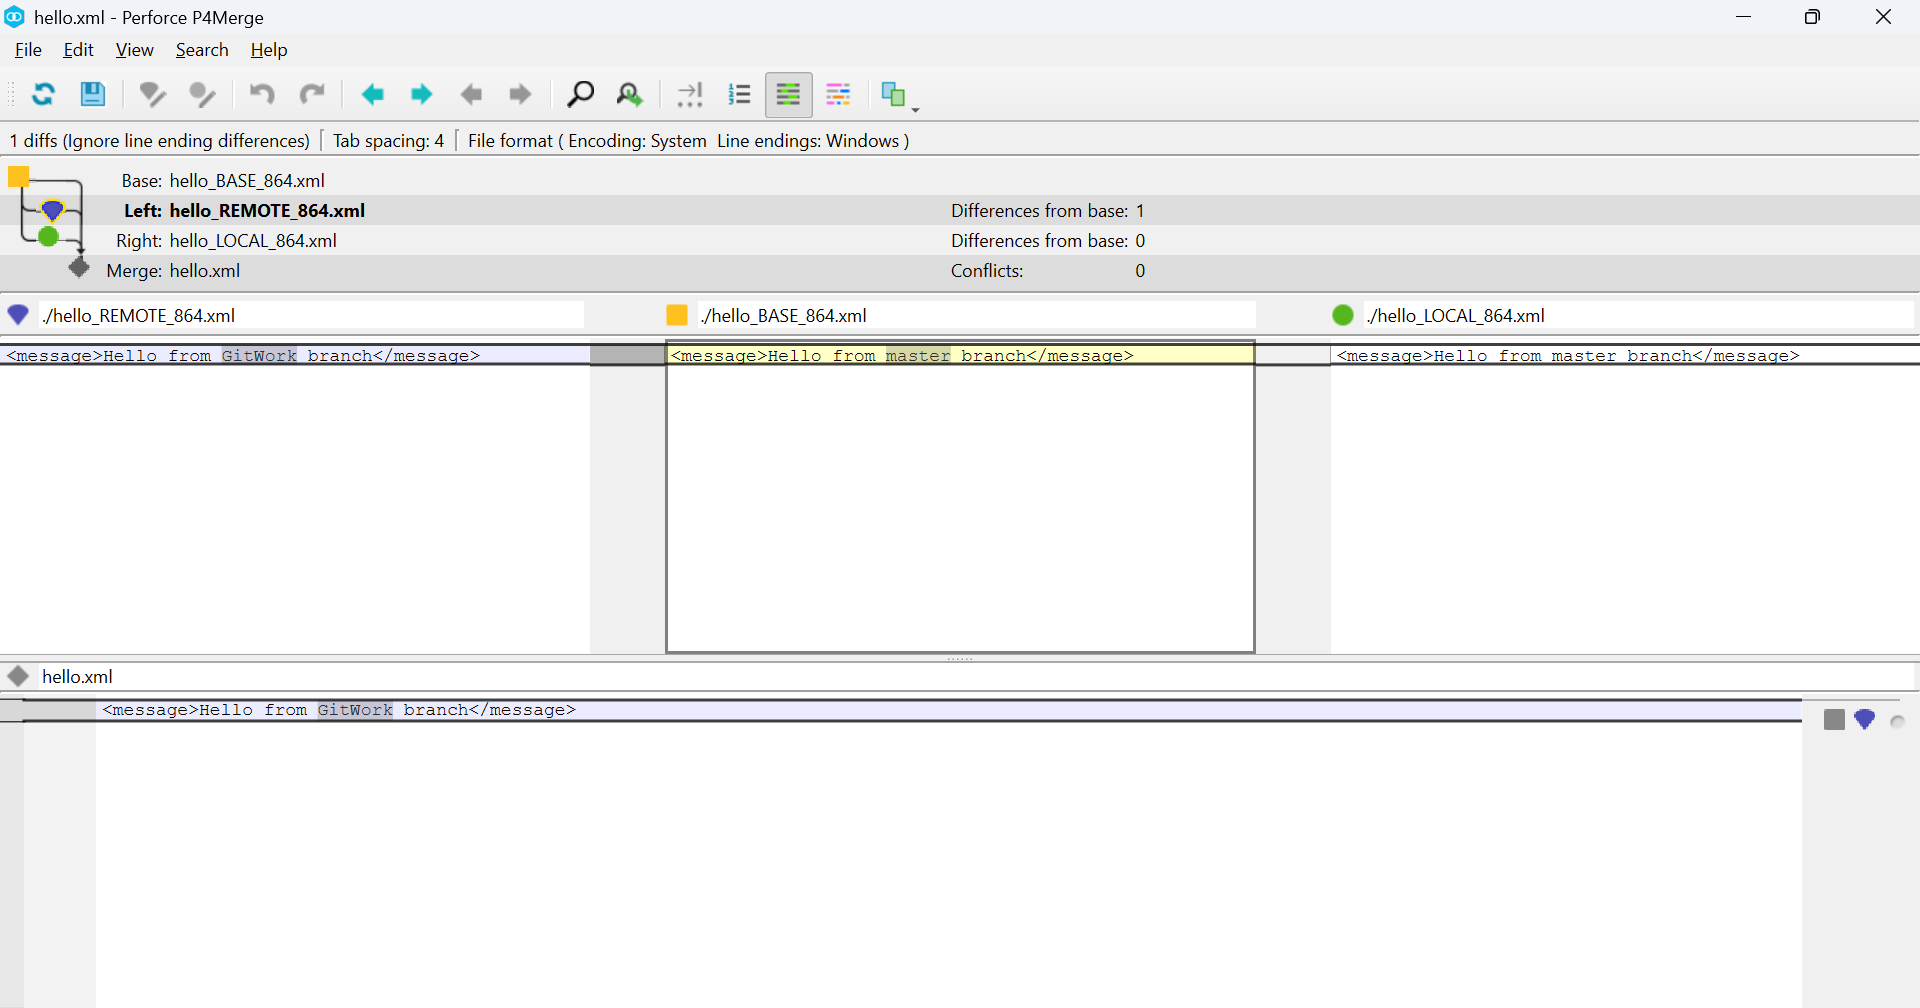 hello.xml - Perforce P4Merge
File Edit View Search Help
1 diffs (Ignore line ending differences) | Tab spacing: 4 | File format ( Encoding: System Line endings: Windows )
Base: hello_BASE_864.xml
Left: hello_REMOTE_864.xml Differences from base: 1
Right: hello_LOCAL_864.xml Differences from base: 0
Merge: hello.xml Conflicts: 0
./hello_REMOTE_864.xml ./hello_BASE_864.xml ./hello_LOCAL_864.xml
<message>Hello from GitWork branch</message> <message>Hello from master branch</message> <message>Hello from master branch</message>
hello.xml
<message>Hello from GitWork branch</message>